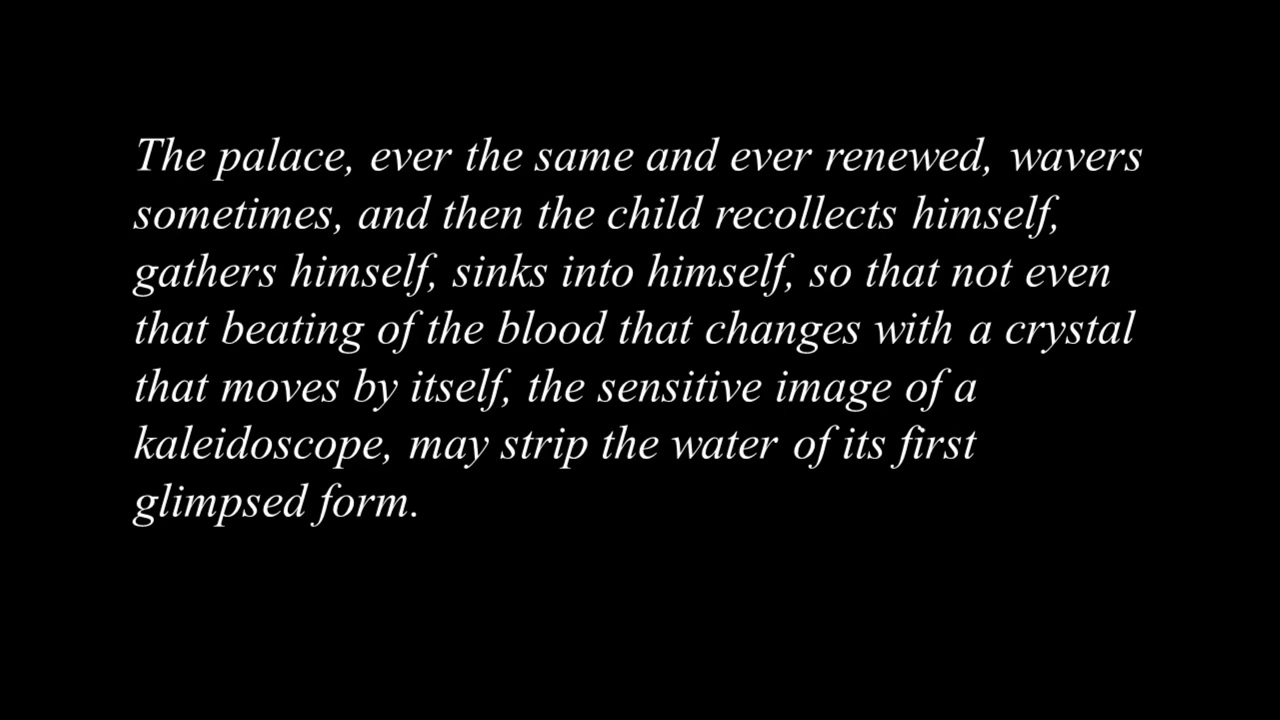 The palace, ever the same and ever renewed, wavers
sometimes, and then the child recollects himself,
gathers himself, sinks into himself, so that not even
that beating of the blood that changes with a crystal
that moves by itself, the sensitive image of a
kaleidoscope, may strip the water of its first
glimpsed form.